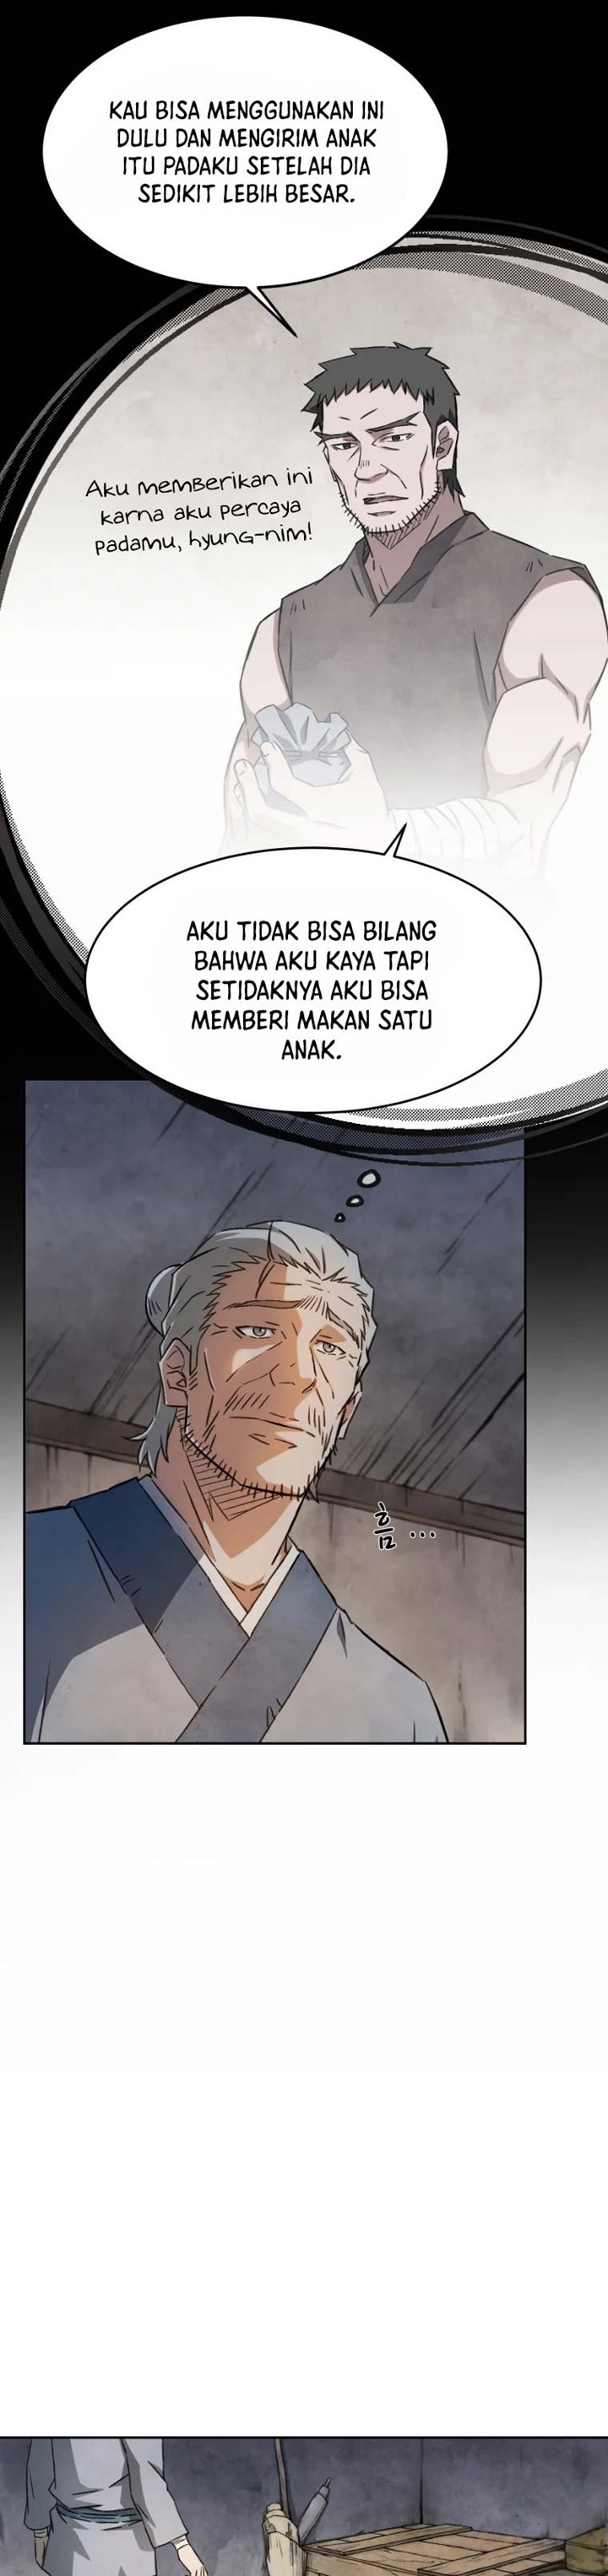 KAU BISA MENGGUNAKAN INI
DULU DAN MENGIRIM ANAK
ITU PADAKU SETELAH DIA
SEDIKIT LEBIH BESAR.
Aku memberikan ini
karna aku percaya
padamu, hyung-nim!
AKU TIDAK BISA BILANG
BAHWA AKU KAYA TAPI
SETIDAKNYA AKU BISA
MEMBERI MAKAN SATU
ANAK.
흠 ...